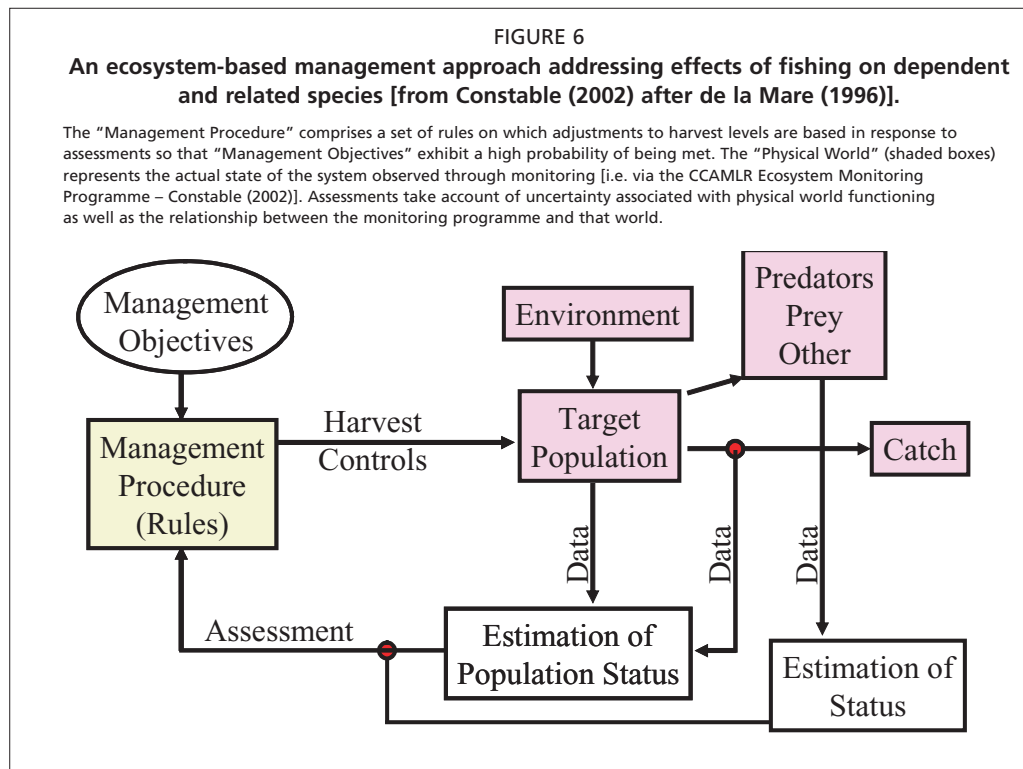 FIGURE 6
An ecosystem-based management approach addressing effects of fishing on dependent
and related species [from Constable (2002) after de la Mare (1996)].
The “Management Procedure” comprises a set of rules on which adjustments to harvest levels are based in response to
assessments so that “Management Objectives” exhibit a high probability of being met. The “Physical World” (shaded boxes)
represents the actual state of the system observed through monitoring [i.e. via the CCAMLR Ecosystem Monitoring
Programme – Constable (2002)]. Assessments take account of uncertainty associated with physical world functioning
as well as the relationship between the monitoring programme and that world.
Management
Objectives
Environment
Predators
Prey
Other
Management
Procedure
(Rules)
Harvest
Controls
Target
Population
Catch
Data
Data
Data
Assessment
Estimation of
Population Status
Estimation of
Status